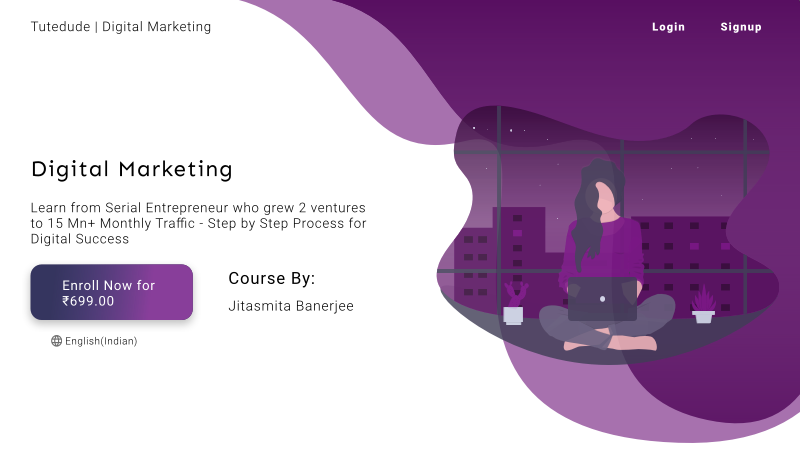 Tutedude | Digital Marketing
Login
Signup
Digital Marketing
Learn from Serial Entrepreneur who grew 2 ventures
to 15 Mn+ Monthly Traffic - Step by Step Process for
Digital Success
Enroll Now for
₹699.00
Course By:
Jitasmita Banerjee
English(Indian)